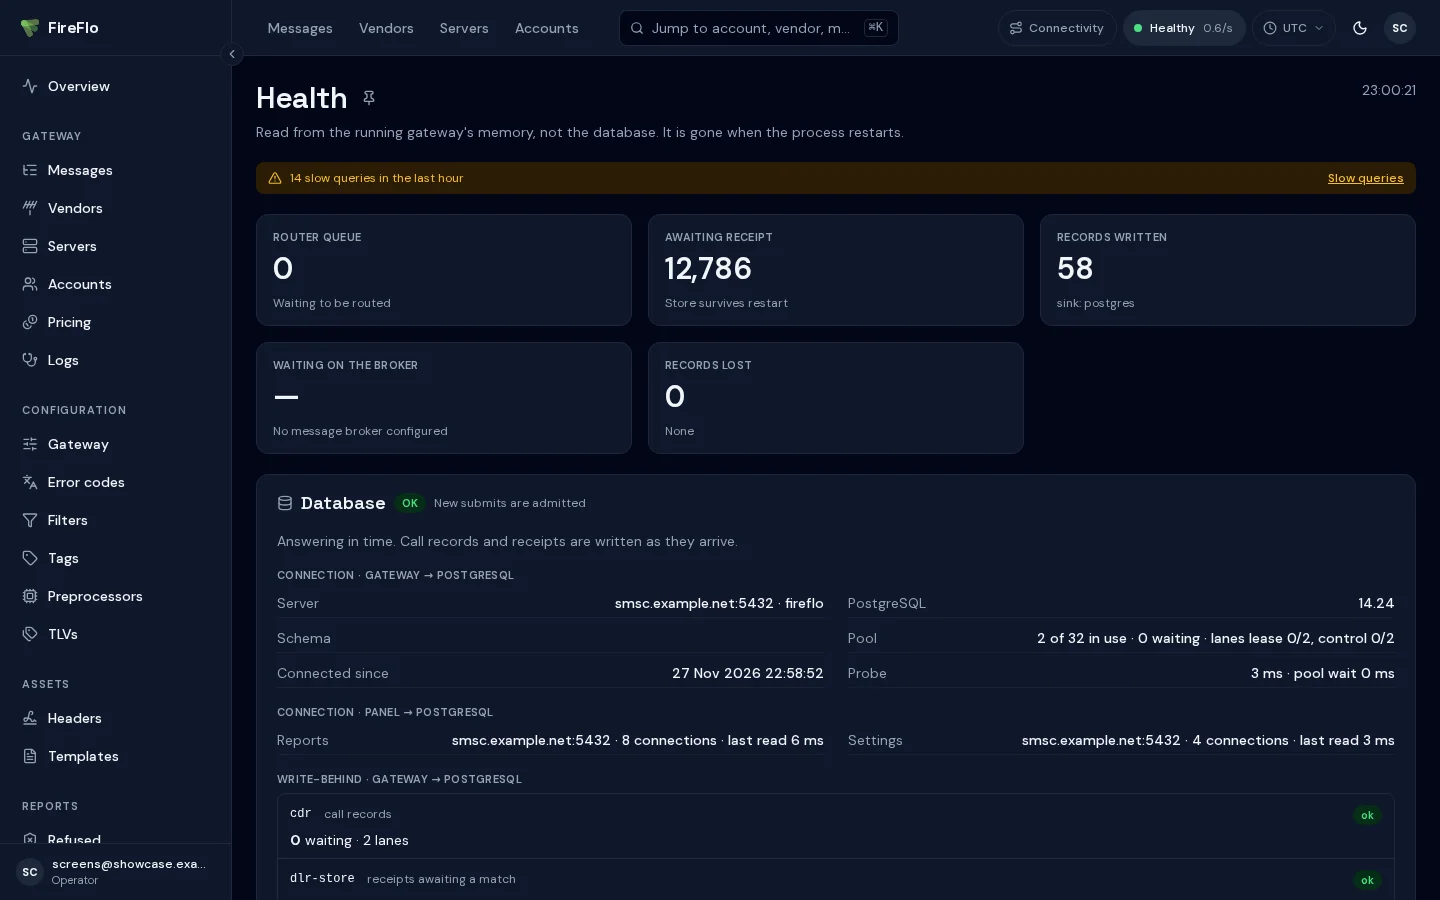 FireFlo
Messages
Vendors
Servers
Accounts
Jump to account, vendor, m...
⌘K
Connectivity
Healthy 0.6/s
UTC
SC
Overview
GATEWAY
Messages
Vendors
Servers
Accounts
Pricing
Logs
CONFIGURATION
Gateway
Error codes
Filters
Tags
Preprocessors
TLVs
ASSETS
Headers
Templates
REPORTS
Refused
SC
screens@showcase.exa...
Operator
Health
23:00:21
Read from the running gateway's memory, not the database. It is gone when the process restarts.
14 slow queries in the last hour
Slow queries
ROUTER QUEUE
0
Waiting to be routed
AWAITING RECEIPT
12,786
Store survives restart
RECORDS WRITTEN
58
sink: postgres
WAITING ON THE BROKER
—
No message broker configured
RECORDS LOST
0
None
Database OK New submits are admitted
Answering in time. Call records and receipts are written as they arrive.
CONNECTION · GATEWAY → POSTGRESQL
Server smsc.example.net:5432 · fireflo
PostgreSQL 14.24
Schema
Pool 2 of 32 in use · 0 waiting · lanes lease 0/2, control 0/2
Connected since 27 Nov 2026 22:58:52
Probe 3 ms · pool wait 0 ms
CONNECTION · PANEL → POSTGRESQL
Reports smsc.example.net:5432 · 8 connections · last read 6 ms
Settings smsc.example.net:5432 · 4 connections · last read 3 ms
WRITE-BEHIND · GATEWAY → POSTGRESQL
cdr call records ok
0 waiting · 2 lanes
dlr-store receipts awaiting a match ok